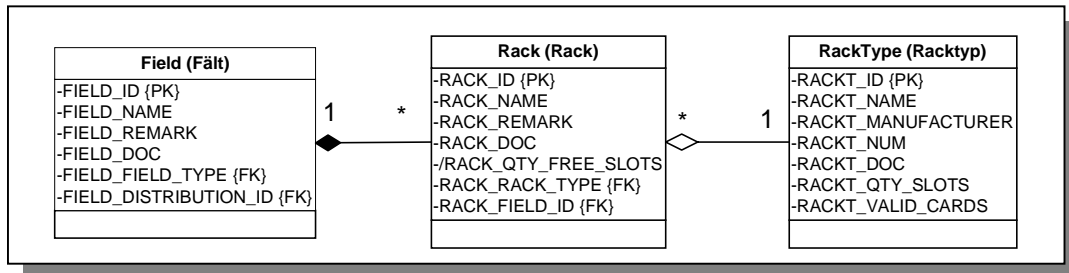 Field (Fält)
-FIELD_ID {PK}
-FIELD_NAME
-FIELD_REMARK
-FIELD_DOC
-FIELD_FIELD_TYPE {FK}
-FIELD_DISTRIBUTION_ID {FK}
1
*
Rack (Rack)
-RACK_ID {PK}
-RACK_NAME
-RACK_REMARK
-RACK_DOC
-/RACK_QTY_FREE_SLOTS
-RACK_RACK_TYPE {FK}
-RACK_FIELD_ID {FK}
*
1
RackType (Racktyp)
-RACKT_ID {PK}
-RACKT_NAME
-RACKT_MANUFACTURER
-RACKT_NUM
-RACKT_DOC
-RACKT_QTY_SLOTS
-RACKT_VALID_CARDS